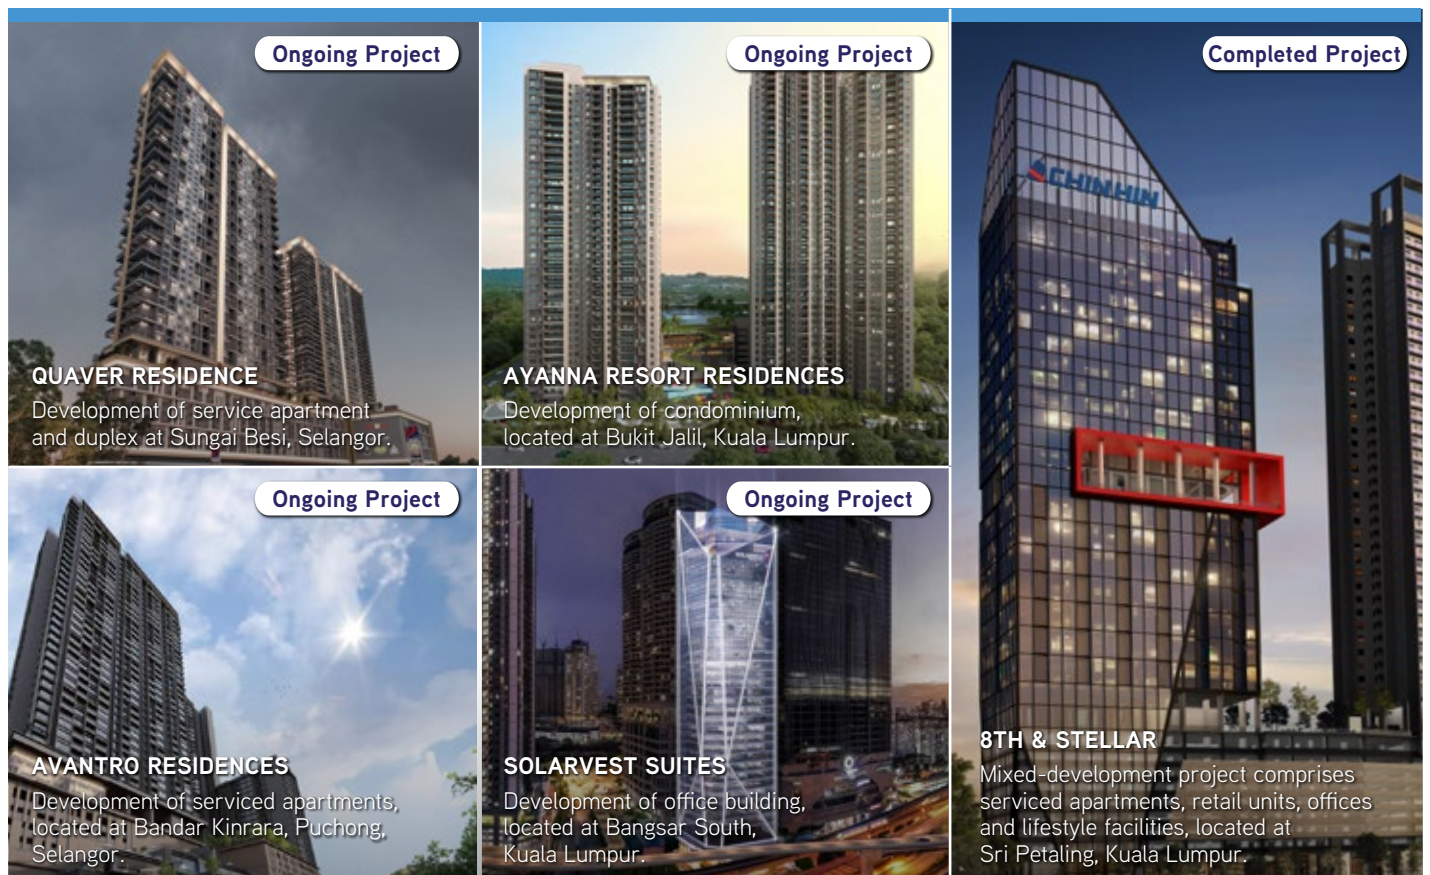 Ongoing Project
QUAVER RESIDENCE
Development of service apartment
and duplex at Sungai Besi, Selangor.
Ongoing Project
AYANNA RESORT RESIDENCES
Development of condominium,
located at Bukit Jalil, Kuala Lumpur.
Ongoing Project
AVANTRO RESIDENCES
Development of serviced apartments,
located at Bandar Kinrara, Puchong,
Selangor.
Ongoing Project
SOLARVEST SUITES
Development of office building,
located at Bangsar South,
Kuala Lumpur.
Completed Project
CHIN HIN
8TH & STELLAR
Mixed-development project comprises
serviced apartments, retail units, offices
and lifestyle facilities, located at
Sri Petaling, Kuala Lumpur.